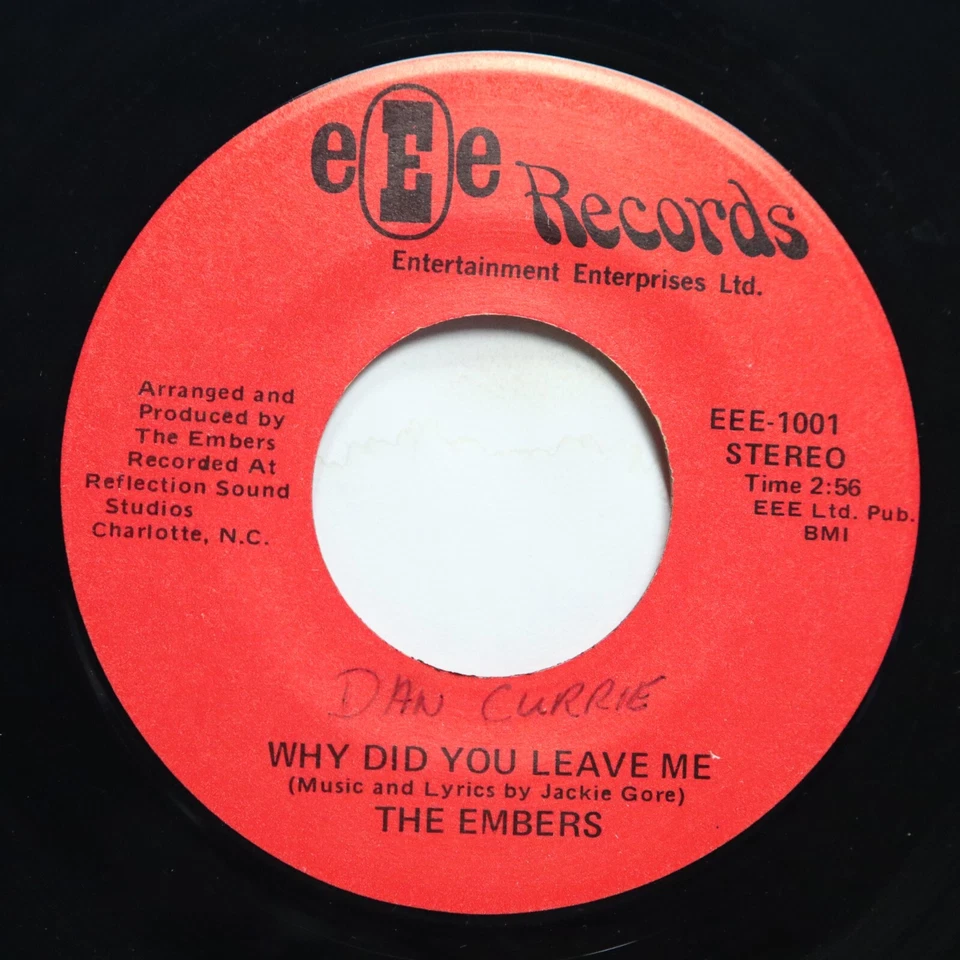 eEe Records
Entertainment Enterprises Ltd.
Arranged and
Produced by
The Embers
Recorded At
Reflection Sound
Studios
Charlotte, N.C.
EEE-1001
STEREO
Time 2:56
EEE Ltd. Pub.
BMI
DAN CURRIE
WHY DID YOU LEAVE ME
(Music and Lyrics by Jackie Gore)
THE EMBERS